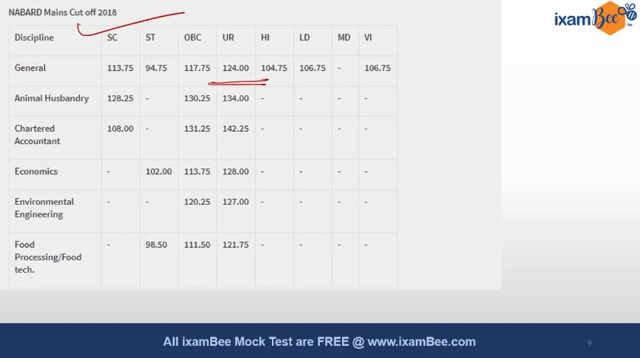 NABARD Mains Cut off 2018
ixamBee
Discipline SC ST OBC UR HI LD MD VI
General 113.75 94.75 117.75 124.00 104.75 106.75 - 106.75
Animal Husbandry 128.25 - 130.25 134.00 - - - -
Chartered 108.00 - 131.25 142.25 - - - -
Accountant
Economics - 102.00 113.75 128.00 - - - -
Environmental - - 120.25 127.00 - - - -
Engineering
Food - 98.50 111.50 121.75 - - - -
Processing/Food
tech.
All ixamBee Mock Test are FREE @ www.ixamBee.com
9